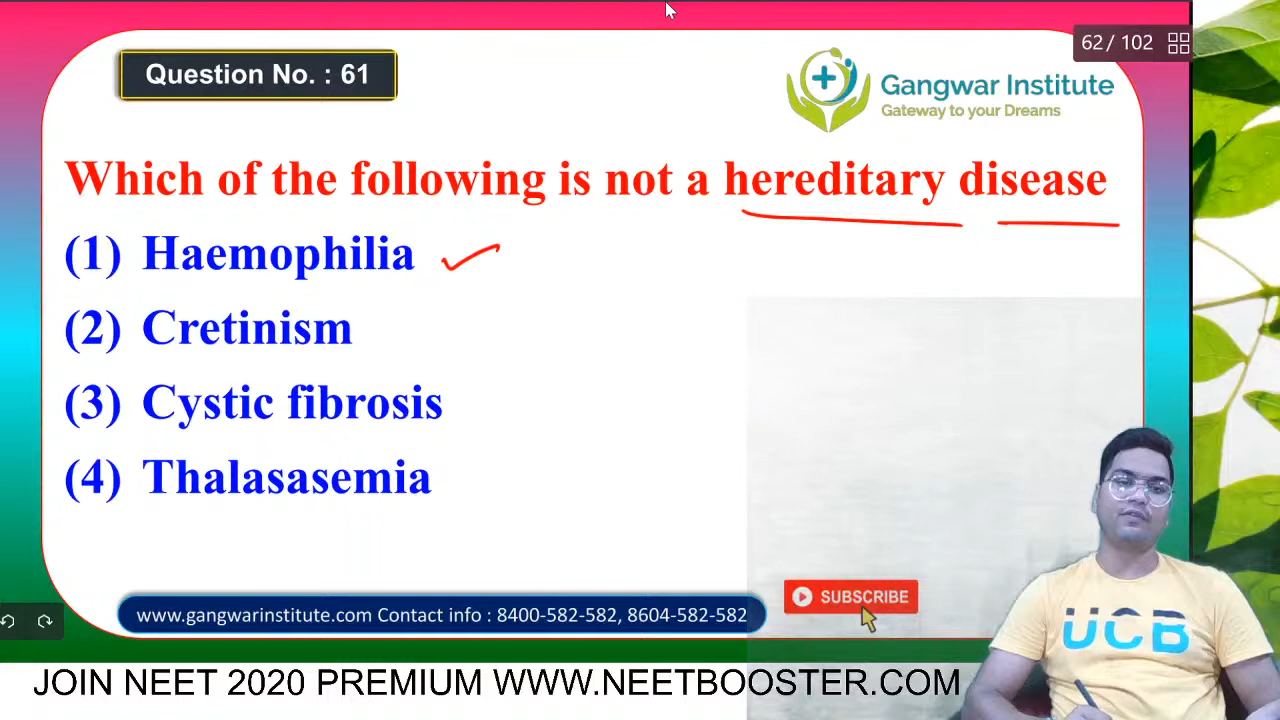 62 / 102
Question No. : 61
Gangwar Institute
Gateway to your Dreams
Which of the following is not a hereditary disease
(1) Haemophilia
(2) Cretinism
(3) Cystic fibrosis
(4) Thalasasemia
SUBSCRIBE
www.gangwarinstitute.com Contact info : 8400-582-582, 8604-582-582
UCB
JOIN NEET 2020 PREMIUM WWW.NEETBOOSTER.COM